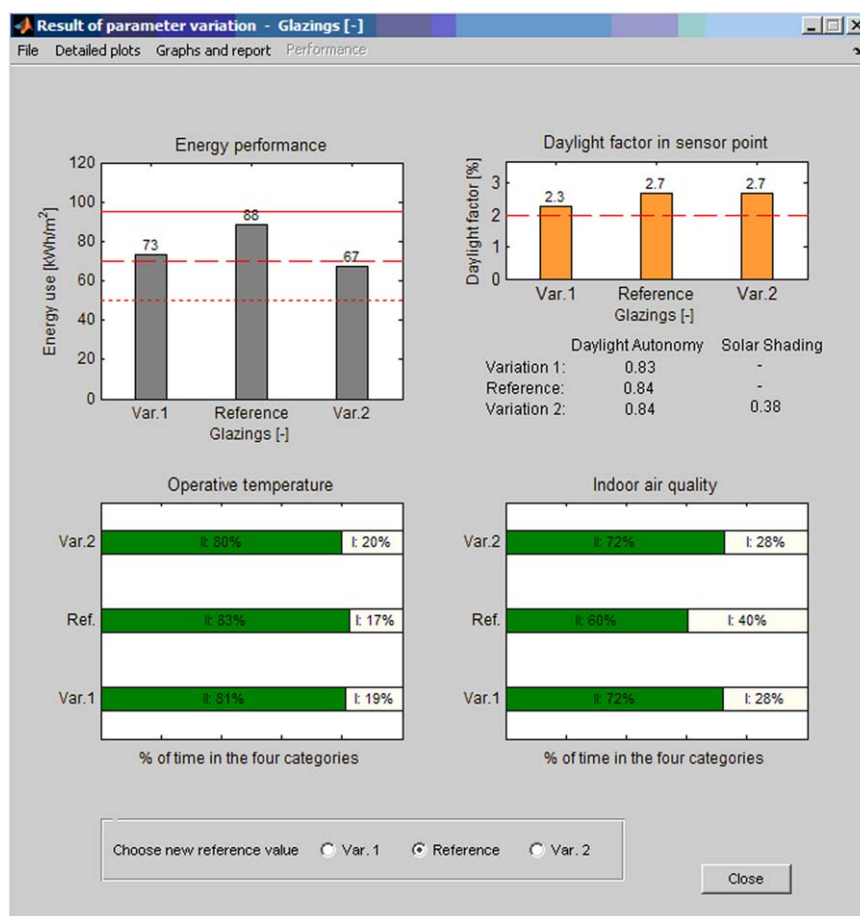 Result of parameter variation - Glazings [-]
File Detailed plots Graphs and report Performance
Energy performance
Energy use [kWh/m²]
120
100
80
60
40
20
0
73
88
67
Var.1 Reference Var.2
Glazings [-]
Daylight factor in sensor point
Daylight factor [%]
3
2
1
0
2.3
2.7
2.7
Var.1 Reference Var.2
Glazings [-]
Daylight Autonomy Solar Shading
Variation 1: 0.83 -
Reference: 0.84 -
Variation 2: 0.84 0.38
Operative temperature
Var.2 II: 80% I: 20%
Ref. II: 83% I: 17%
Var.1 II: 81% I: 19%
% of time in the four categories
Indoor air quality
Var.2 II: 72% I: 28%
Ref. II: 60% I: 40%
Var.1 II: 72% I: 28%
% of time in the four categories
Choose new reference value Var. 1 Reference Var. 2
Close